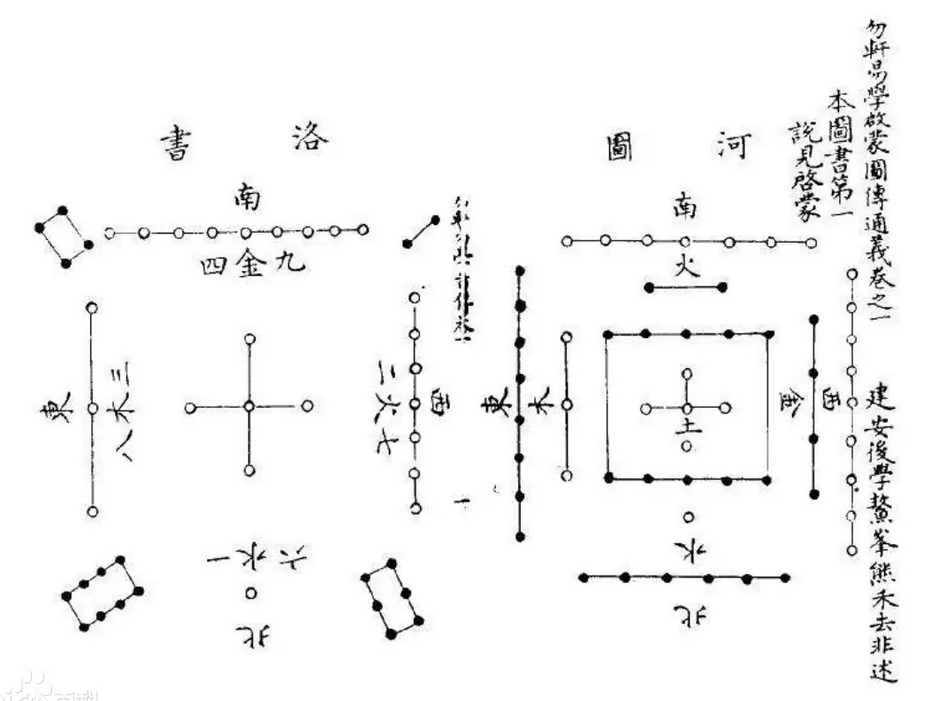 勿軒易學啟蒙圖傳通義卷之一
建安後學鰲峯熊禾去非述
本圖書第一
說見啓蒙
河圖
南
火
東
木
土
金
西
水
北
洛書
南
九金四
東
三木八
二火七
西
一水六
北